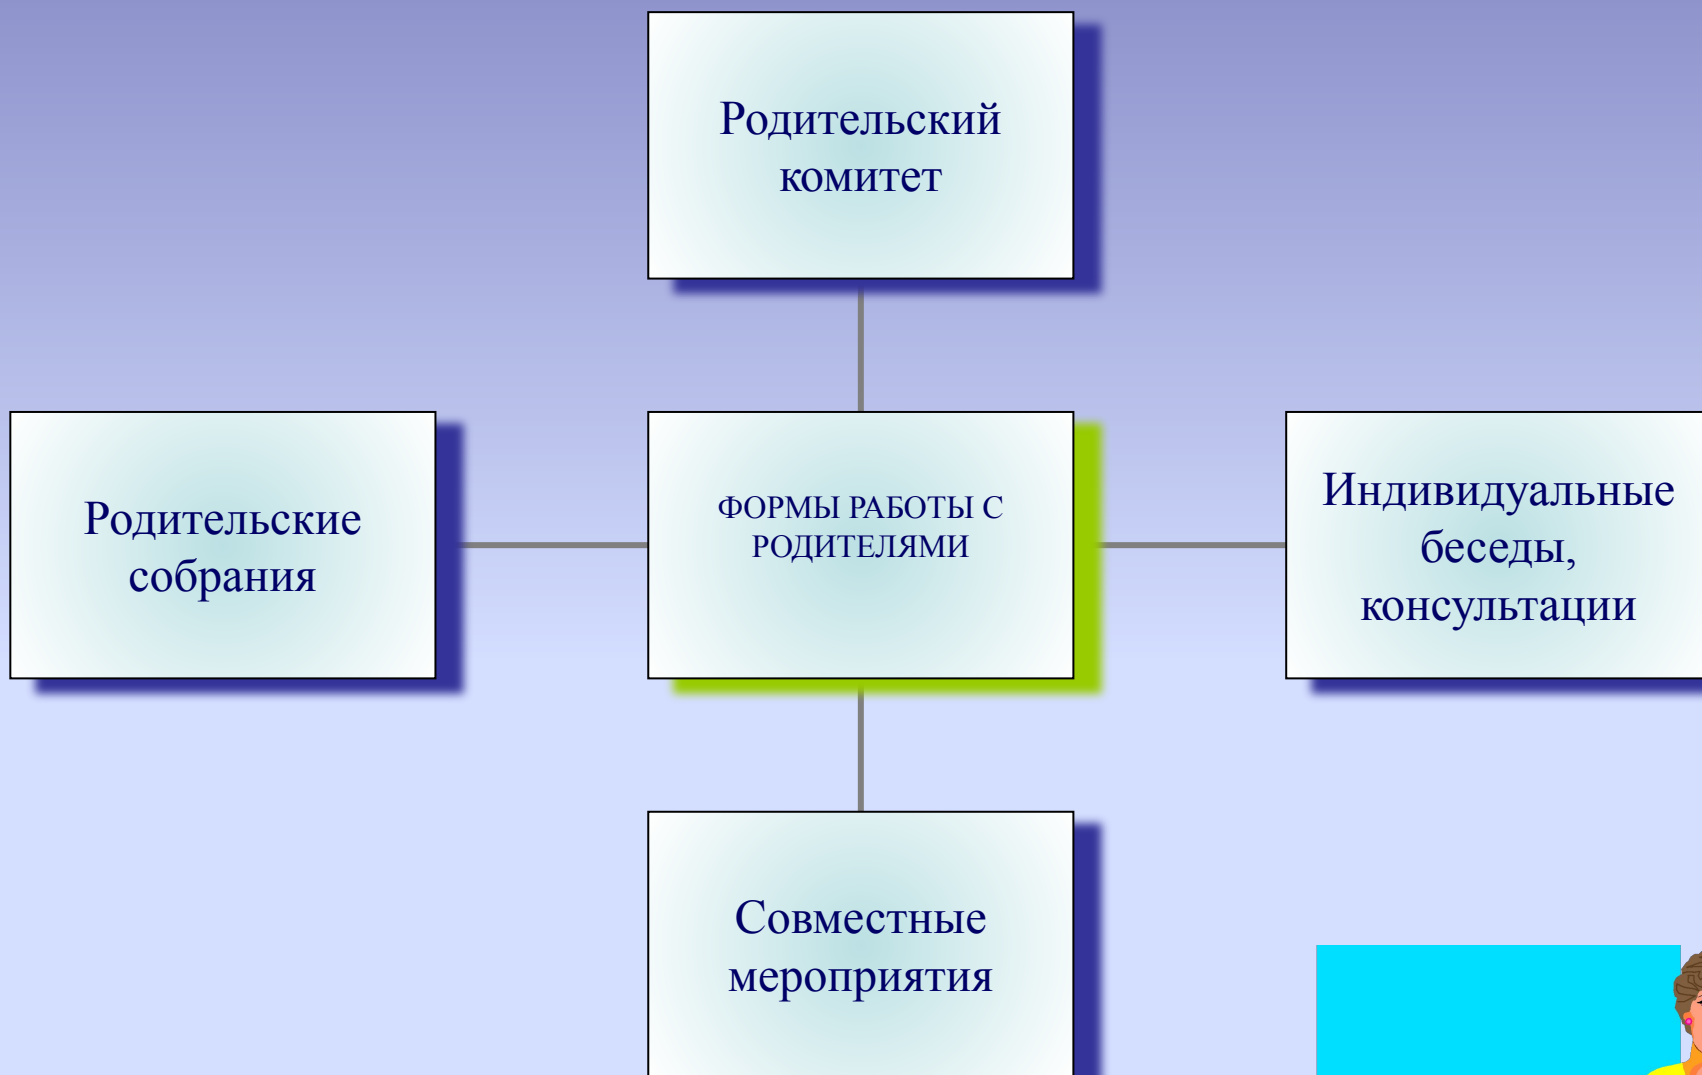 Родительский
комитет
Родительские
собрания
ФОРМЫ РАБОТЫ С
РОДИТЕЛЯМИ
Индивидуальные
беседы,
консультации
Совместные
мероприятия